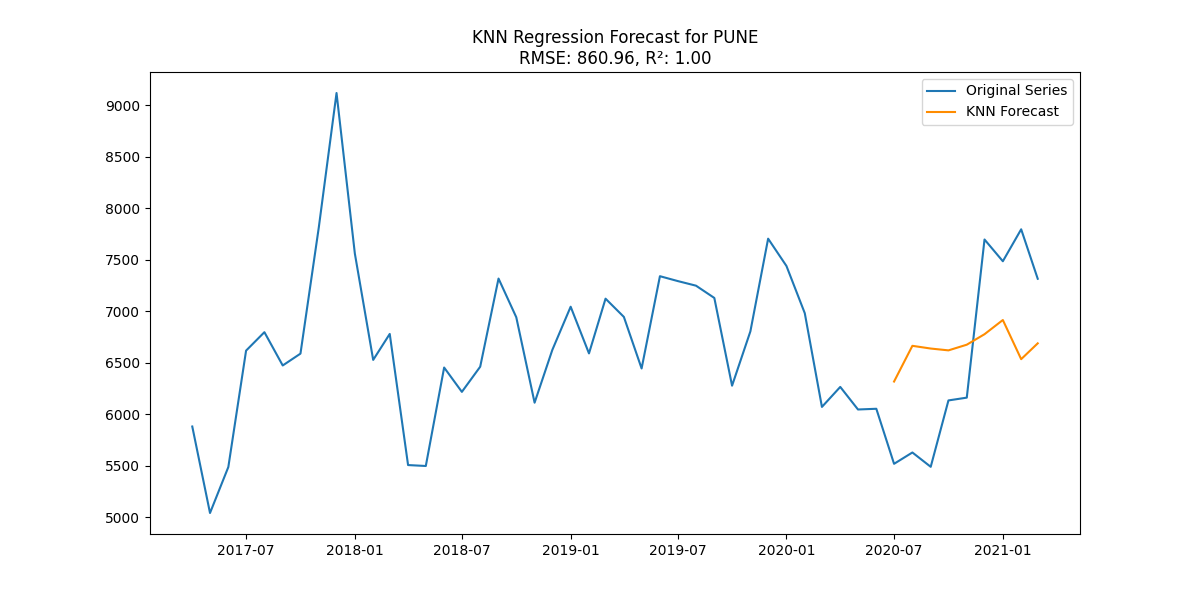 KNN Regression Forecast for PUNE
RMSE: 860.96, R²: 1.00
Original Series
KNN Forecast
9000
8500
8000
7500
7000
6500
6000
5500
5000
2017-07 2018-01 2018-07 2019-01 2019-07 2020-01 2020-07 2021-01